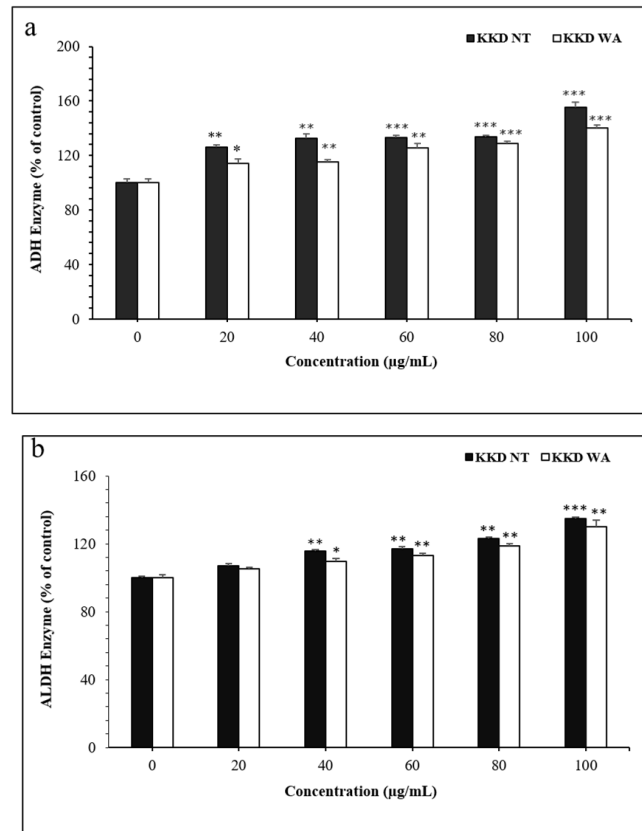 a
KKD NT KKD WA
200
160
120
80
40
0
ADH Enzyme (% of control)
** * ** ** *** ** *** *** *** ***
0 20 40 60 80 100
Concentration (µg/mL)
b
KKD NT KKD WA
160
120
80
40
0
ALDH Enzyme (% of control)
** * ** ** ** ** *** **
0 20 40 60 80 100
Concentration (µg/mL)